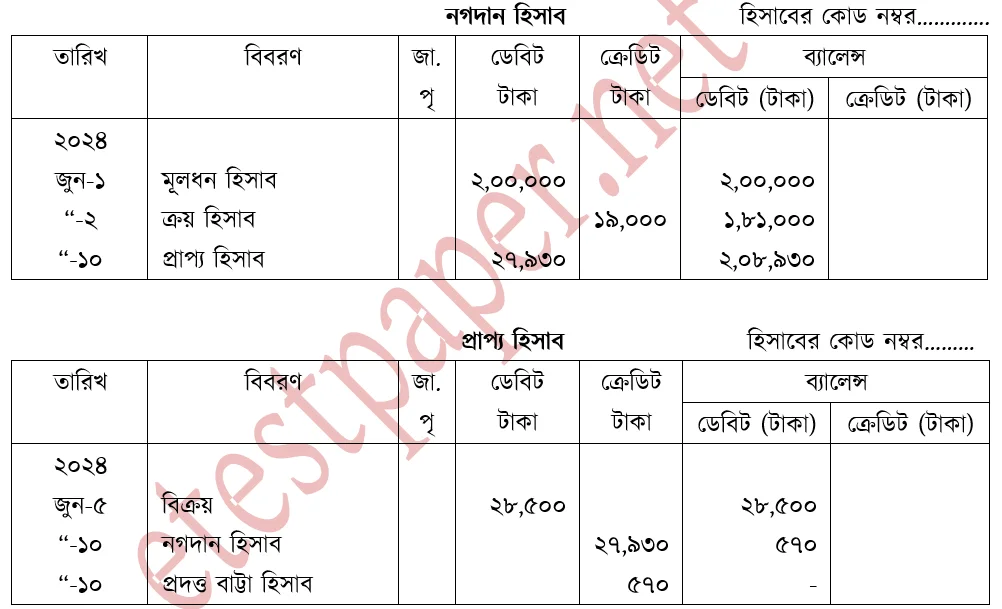 নগদান হিসাব হিসাবের কোড নম্বর.............
তারিখ বিবরণ জা. পৃ ডেবিট টাকা ক্রেডিট টাকা ব্যালেন্স
ডেবিট (টাকা) ক্রেডিট (টাকা)
২০২৪
জুন-১ মূলধন হিসাব ২,০০,০০০ ২,০০,০০০
“-২ ক্রয় হিসাব ১৯,০০০ ১,৮১,০০০
“-১০ প্রাপ্য হিসাব ২৭,৯৩০ ২,০৮,৯৩০
প্রাপ্য হিসাব হিসাবের কোড নম্বর.........
তারিখ বিবরণ জা. পৃ ডেবিট টাকা ক্রেডিট টাকা ব্যালেন্স
ডেবিট (টাকা) ক্রেডিট (টাকা)
২০২৪
জুন-৫ বিক্রয় ২৮,৫০০ ২৮,৫০০
“-১০ নগদান হিসাব ২৭,৯৩০ ৫৭০
“-১০ প্রদত্ত বাট্টা হিসাব ৫৭০ -
etestpaper.net